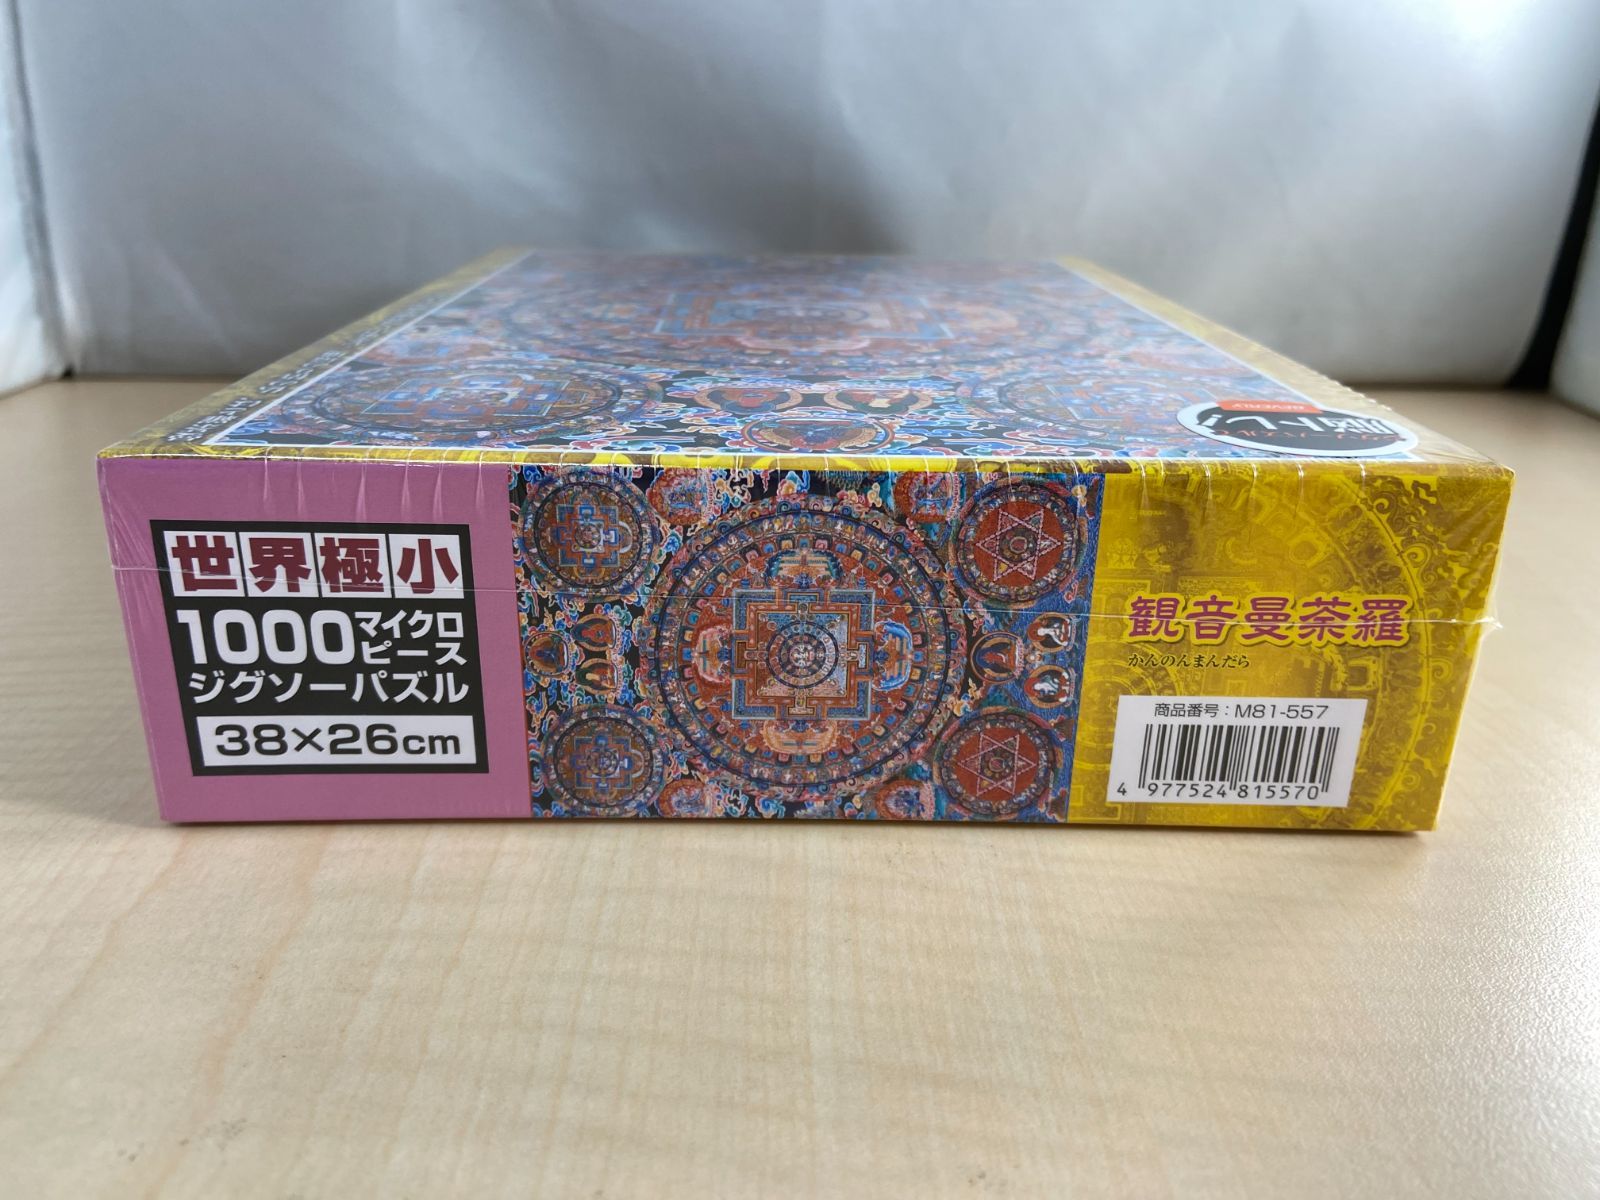 BEVERLY
世界極小
1000マイクロピース
ジグソーパズル
38×26cm
観音曼荼羅
かんのんまんだら
商品番号：M81-557
4 977524 815570